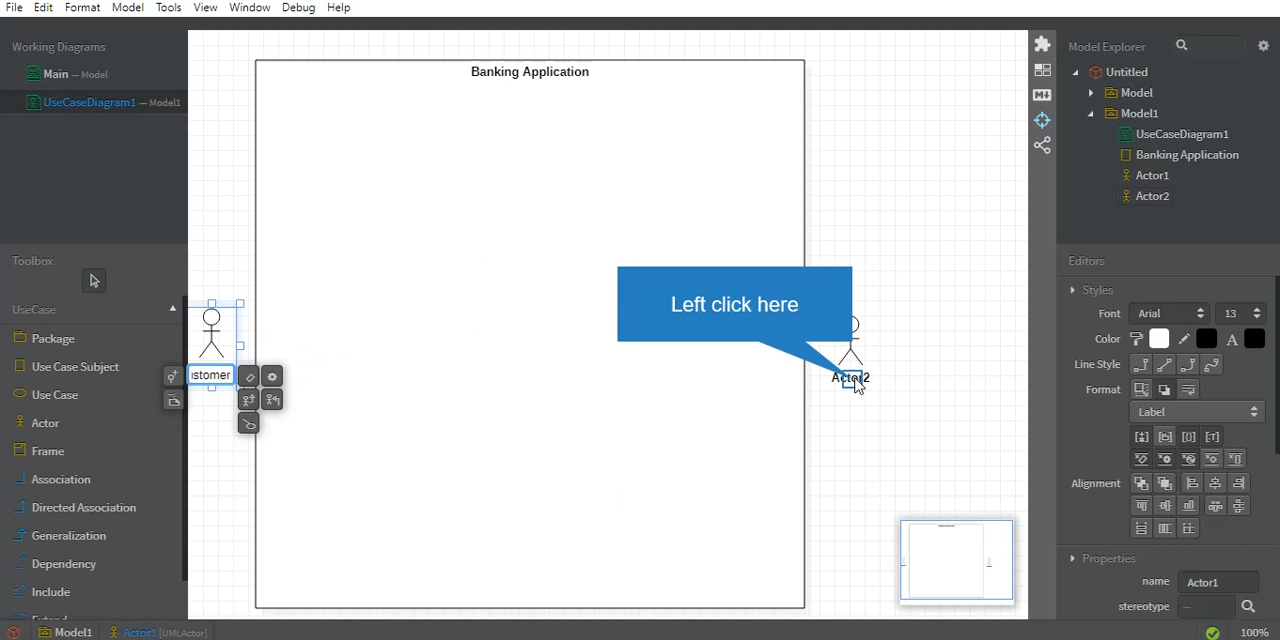 File Edit Format Model Tools View Window Debug Help
Working Diagrams
Main — Model
UseCaseDiagram1 — Model1
Toolbox
UseCase
Package
Use Case Subject
Use Case
Actor
Frame
Association
Directed Association
Generalization
Dependency
Include
Extend
Banking Application
Left click here
Actor2
Model Explorer
Untitled
Model
Model1
UseCaseDiagram1
Banking Application
Actor1
Actor2
Editors
Styles
Font Arial 13
Color A
Line Style
Format
Label
Alignment
Properties
name Actor1
stereotype —
Model1 Actor1 [UMLActor]
100%